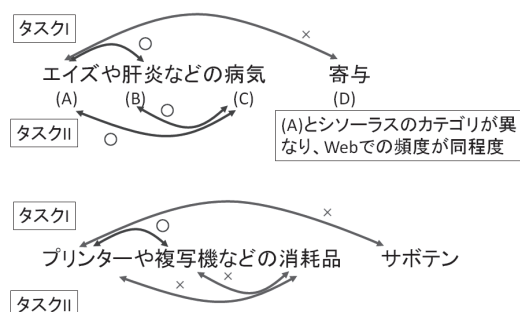 タスクI
○
×
エイズや肝炎などの病気 寄与
(A) (B) (C) (D)
○
タスクII
○
(A)とシソーラスのカテゴリが異
なり、Webでの頻度が同程度
タスクI
○
×
プリンターや複写機などの消耗品 サボテン
×
×
タスクII